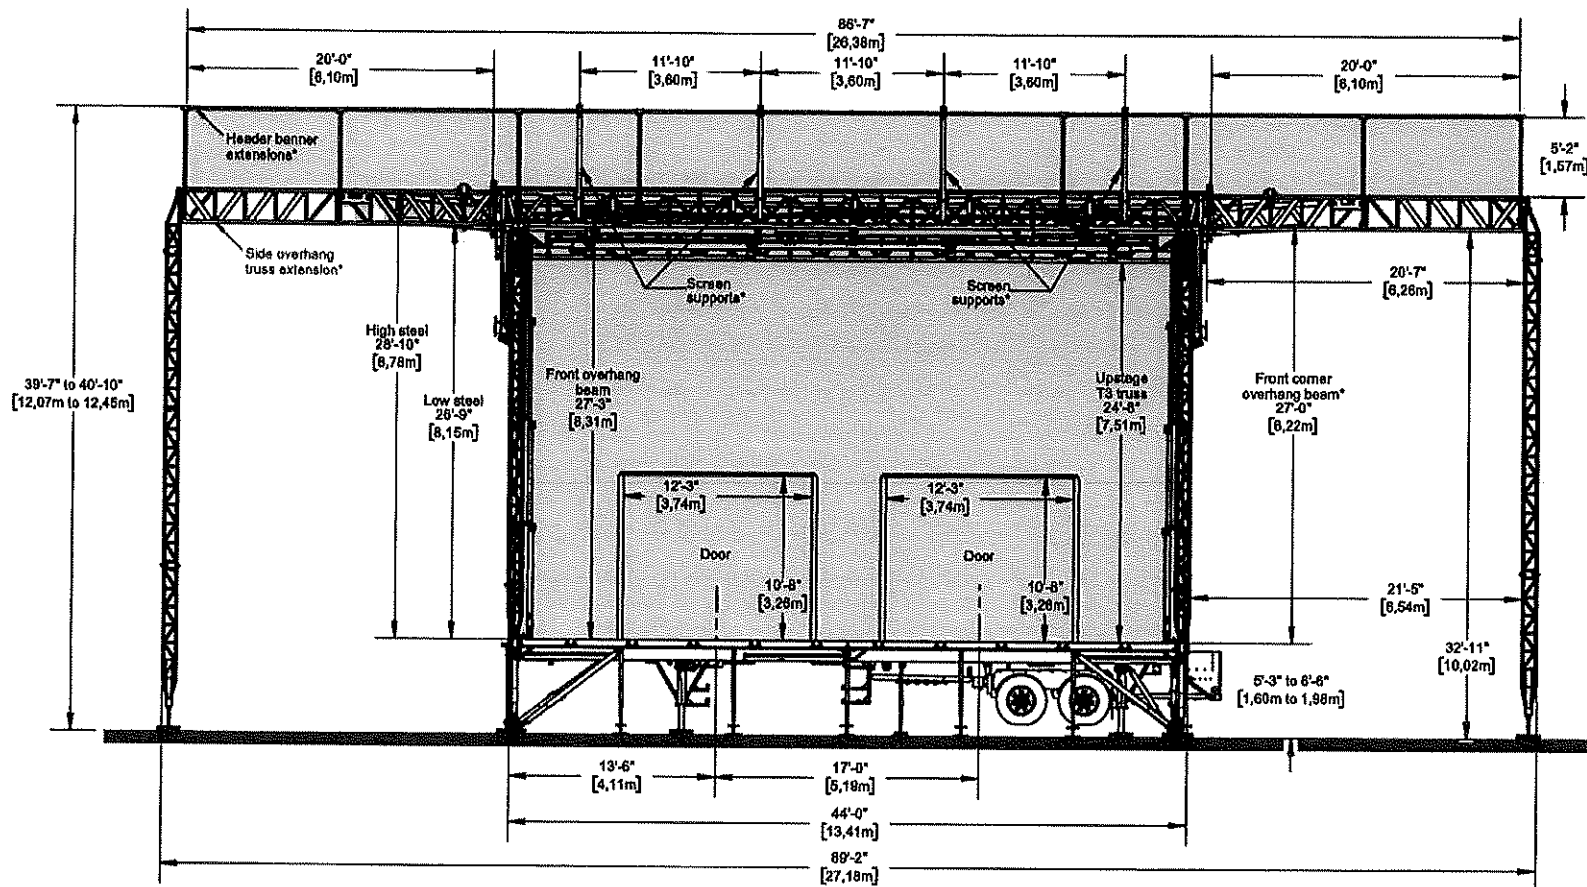 86'-7"
[26,38m]
20'-0"
[6,10m]
11'-10"
[3,60m]
11'-10"
[3,60m]
11'-10"
[3,60m]
20'-0"
[6,10m]
Header banner
extensions*
5'-2"
[1,57m]
Side overhang
truss extension*
Screen
supports*
Screen
supports*
20'-7"
[6,26m]
High steel
28'-10"
[8,78m]
39'-7" to 40'-10"
[12,07m to 12,45m]
Low steel
26'-9"
[8,15m]
Front overhang
beam
27'-3"
[8,31m]
Upstage
T3 truss
24'-8"
[7,51m]
Front corner
overhang beam*
27'-0"
[8,22m]
12'-3"
[3,74m]
12'-3"
[3,74m]
Door
Door
10'-8"
[3,26m]
10'-8"
[3,26m]
21'-5"
[6,54m]
32'-11"
[10,02m]
5'-3" to 6'-6"
[1,60m to 1,98m]
13'-6"
[4,11m]
17'-0"
[5,19m]
44'-0"
[13,41m]
89'-2"
[27,18m]